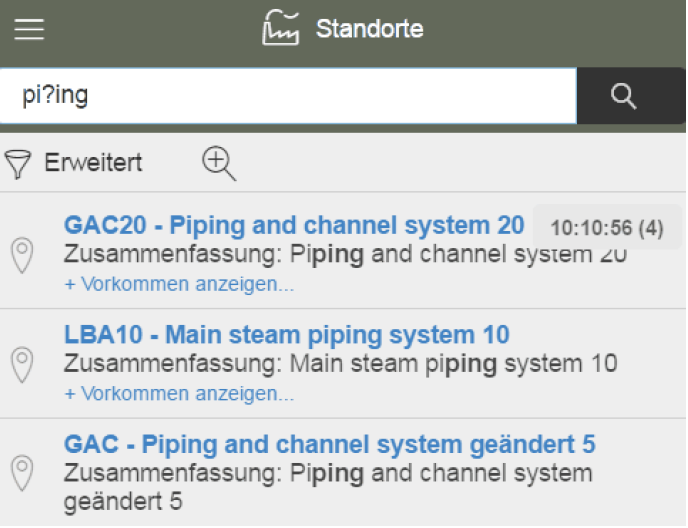 Standorte
pi?ing
Erweitert
GAC20 - Piping and channel system 20
10:10:56 (4)
Zusammenfassung: Piping and channel system 20
+ Vorkommen anzeigen...
LBA10 - Main steam piping system 10
Zusammenfassung: Main steam piping system 10
+ Vorkommen anzeigen...
GAC - Piping and channel system geändert 5
Zusammenfassung: Piping and channel system
geändert 5